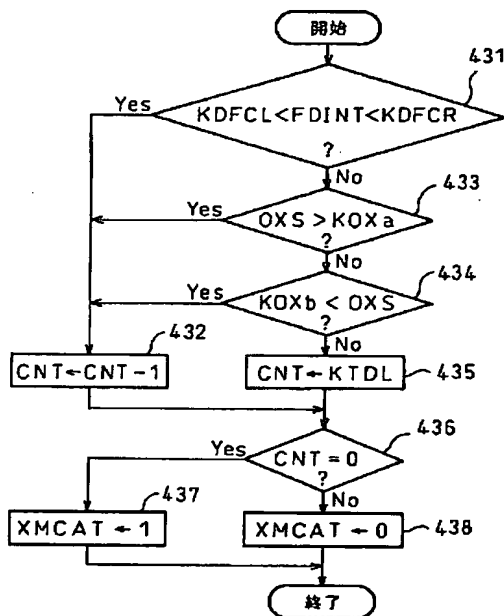 開始
431
KDFCL<FDINT<KDFCR
?
Yes
No
433
OXS>KOXa
?
Yes
No
434
KOXb<OXS
?
Yes
No
432
CNT←CNT-1
CNT←KTDL
435
436
CNT=0
?
Yes
No
437
XMCAT←1
XMCAT←0
438
終了